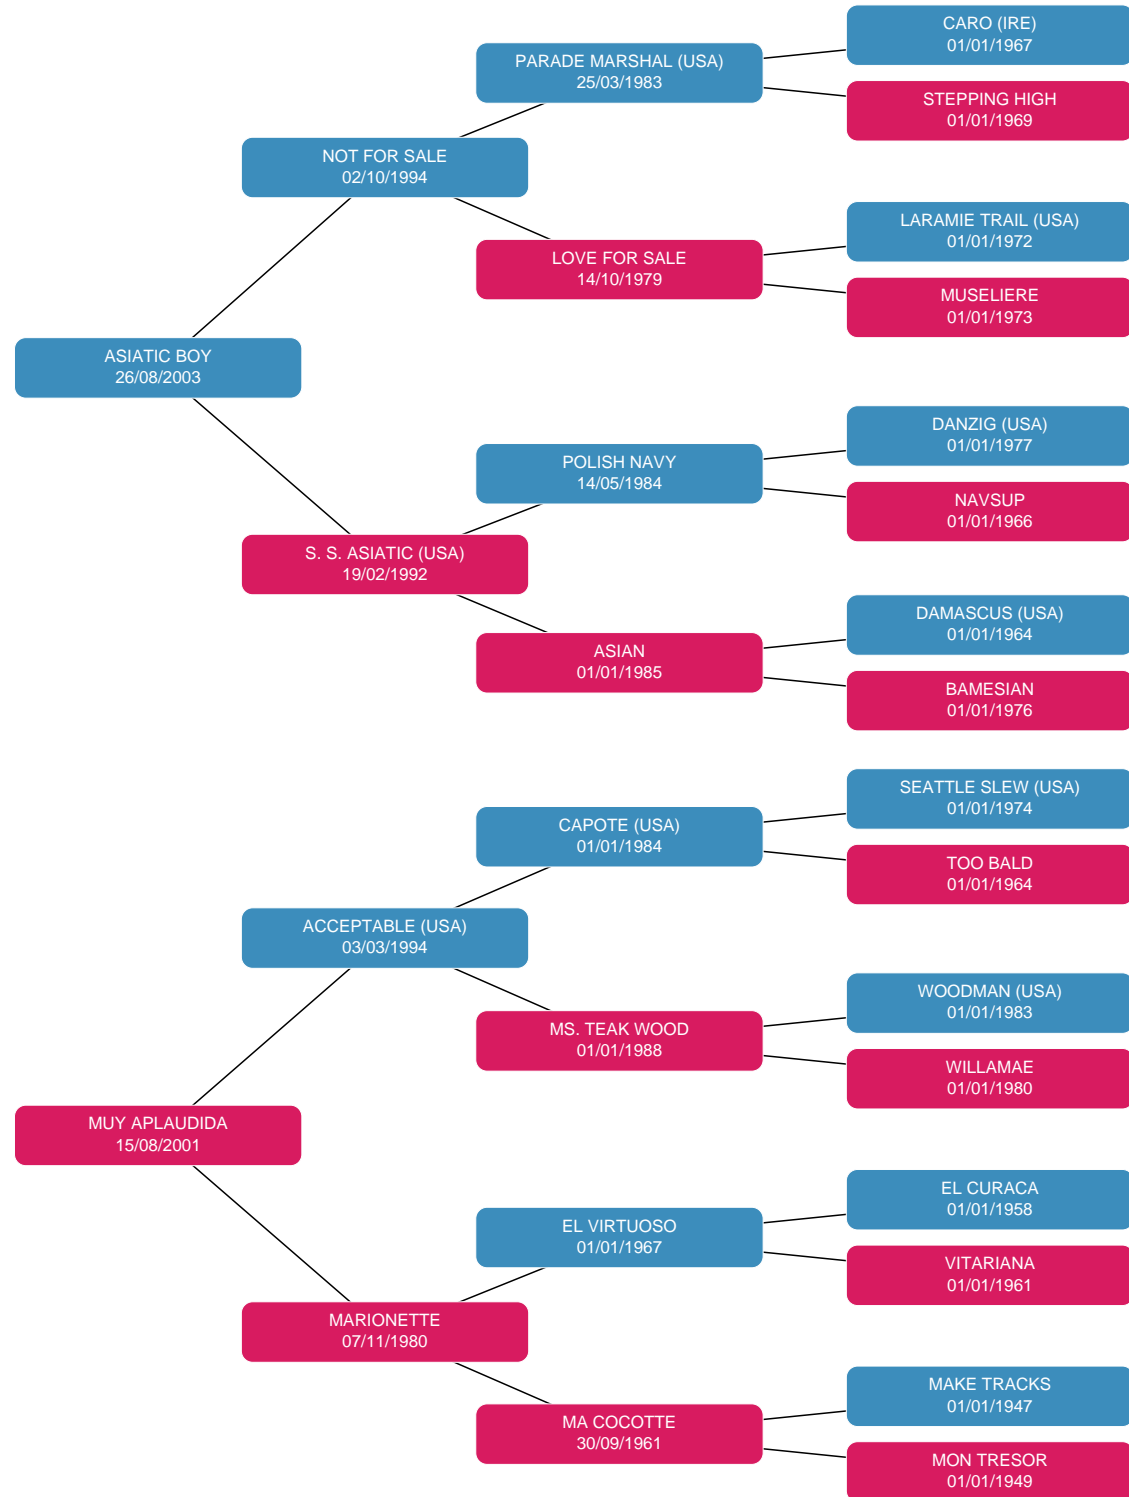 CARO (IRE)
01/01/1967
PARADE MARSHAL (USA)
25/03/1983
STEPPING HIGH
01/01/1969
NOT FOR SALE
02/10/1994
LARAMIE TRAIL (USA)
01/01/1972
LOVE FOR SALE
14/10/1979
MUSELIERE
01/01/1973
ASIATIC BOY
26/08/2003
DANZIG (USA)
01/01/1977
POLISH NAVY
14/05/1984
NAVSUP
01/01/1966
S. S. ASIATIC (USA)
19/02/1992
DAMASCUS (USA)
01/01/1964
ASIAN
01/01/1985
BAMESIAN
01/01/1976
SEATTLE SLEW (USA)
01/01/1974
CAPOTE (USA)
01/01/1984
TOO BALD
01/01/1964
ACCEPTABLE (USA)
03/03/1994
WOODMAN (USA)
01/01/1983
MS. TEAK WOOD
01/01/1988
WILLAMAE
01/01/1980
MUY APLAUDIDA
15/08/2001
EL CURACA
01/01/1958
EL VIRTUOSO
01/01/1967
VITARIANA
01/01/1961
MARIONETTE
07/11/1980
MAKE TRACKS
01/01/1947
MA COCOTTE
30/09/1961
MON TRESOR
01/01/1949